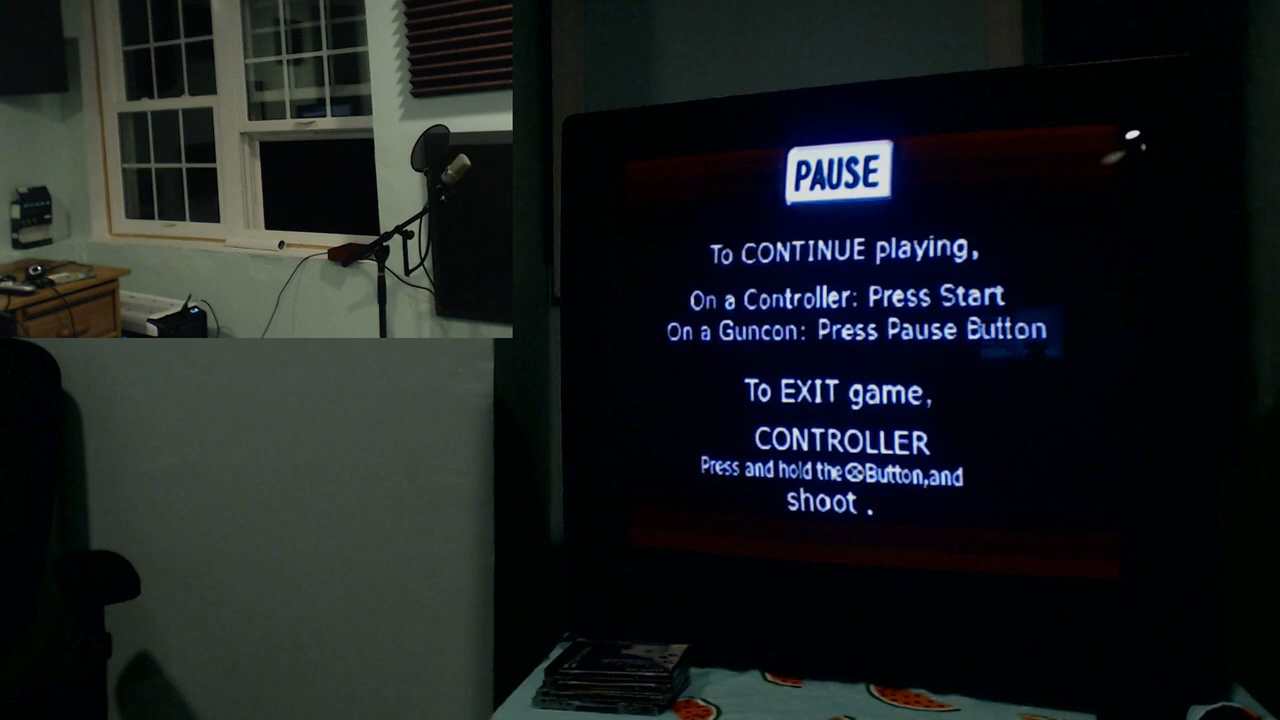 PAUSE
To CONTINUE playing,
On a Controller: Press Start
On a Guncon: Press Pause Button
To EXIT game,
CONTROLLER
Press and hold the ⊗ Button,and
shoot .